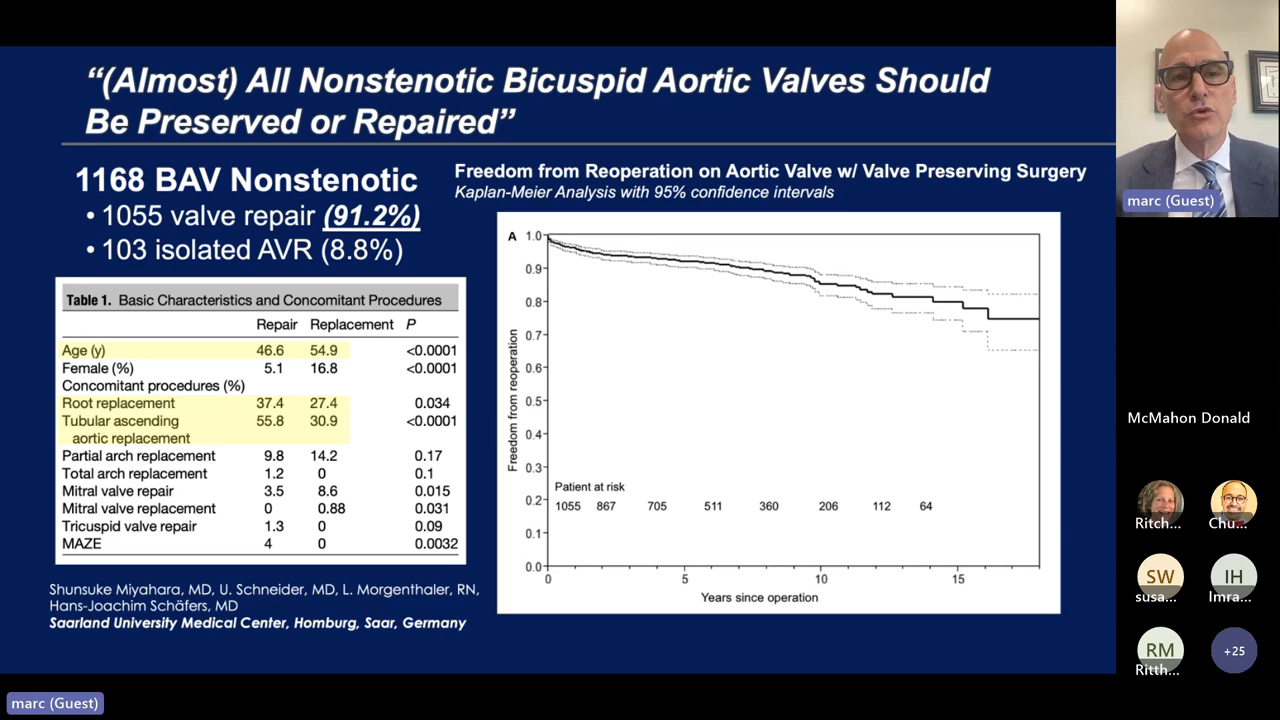 “(Almost) All Nonstenotic Bicuspid Aortic Valves Should
Be Preserved or Repaired”
1168 BAV Nonstenotic
• 1055 valve repair (91.2%)
• 103 isolated AVR (8.8%)
Table 1. Basic Characteristics and Concomitant Procedures
Repair Replacement P
Age (y) 46.6 54.9 <0.0001
Female (%) 5.1 16.8 <0.0001
Concomitant procedures (%)
Root replacement 37.4 27.4 0.034
Tubular ascending 55.8 30.9 <0.0001
aortic replacement
Partial arch replacement 9.8 14.2 0.17
Total arch replacement 1.2 0 0.1
Mitral valve repair 3.5 8.6 0.015
Mitral valve replacement 0 0.88 0.031
Tricuspid valve repair 1.3 0 0.09
MAZE 4 0 0.0032
Shunsuke Miyahara, MD, U. Schneider, MD, L. Morgenthaler, RN,
Hans-Joachim Schäfers, MD
Saarland University Medical Center, Homburg, Saar, Germany
Freedom from Reoperation on Aortic Valve w/ Valve Preserving Surgery
Kaplan-Meier Analysis with 95% confidence intervals
A
1.0
0.9
0.8
0.7
0.6
0.5
0.4
0.3
0.2
0.1
0.0
Freedom from reoperation
Patient at risk
1055 867 705 511 360 206 112 64
0 5 10 15
Years since operation
marc (Guest)
McMahon Donald
Ritch... Chu...
SW IH
susa... Imra...
RM +25
Ritth...
marc (Guest)